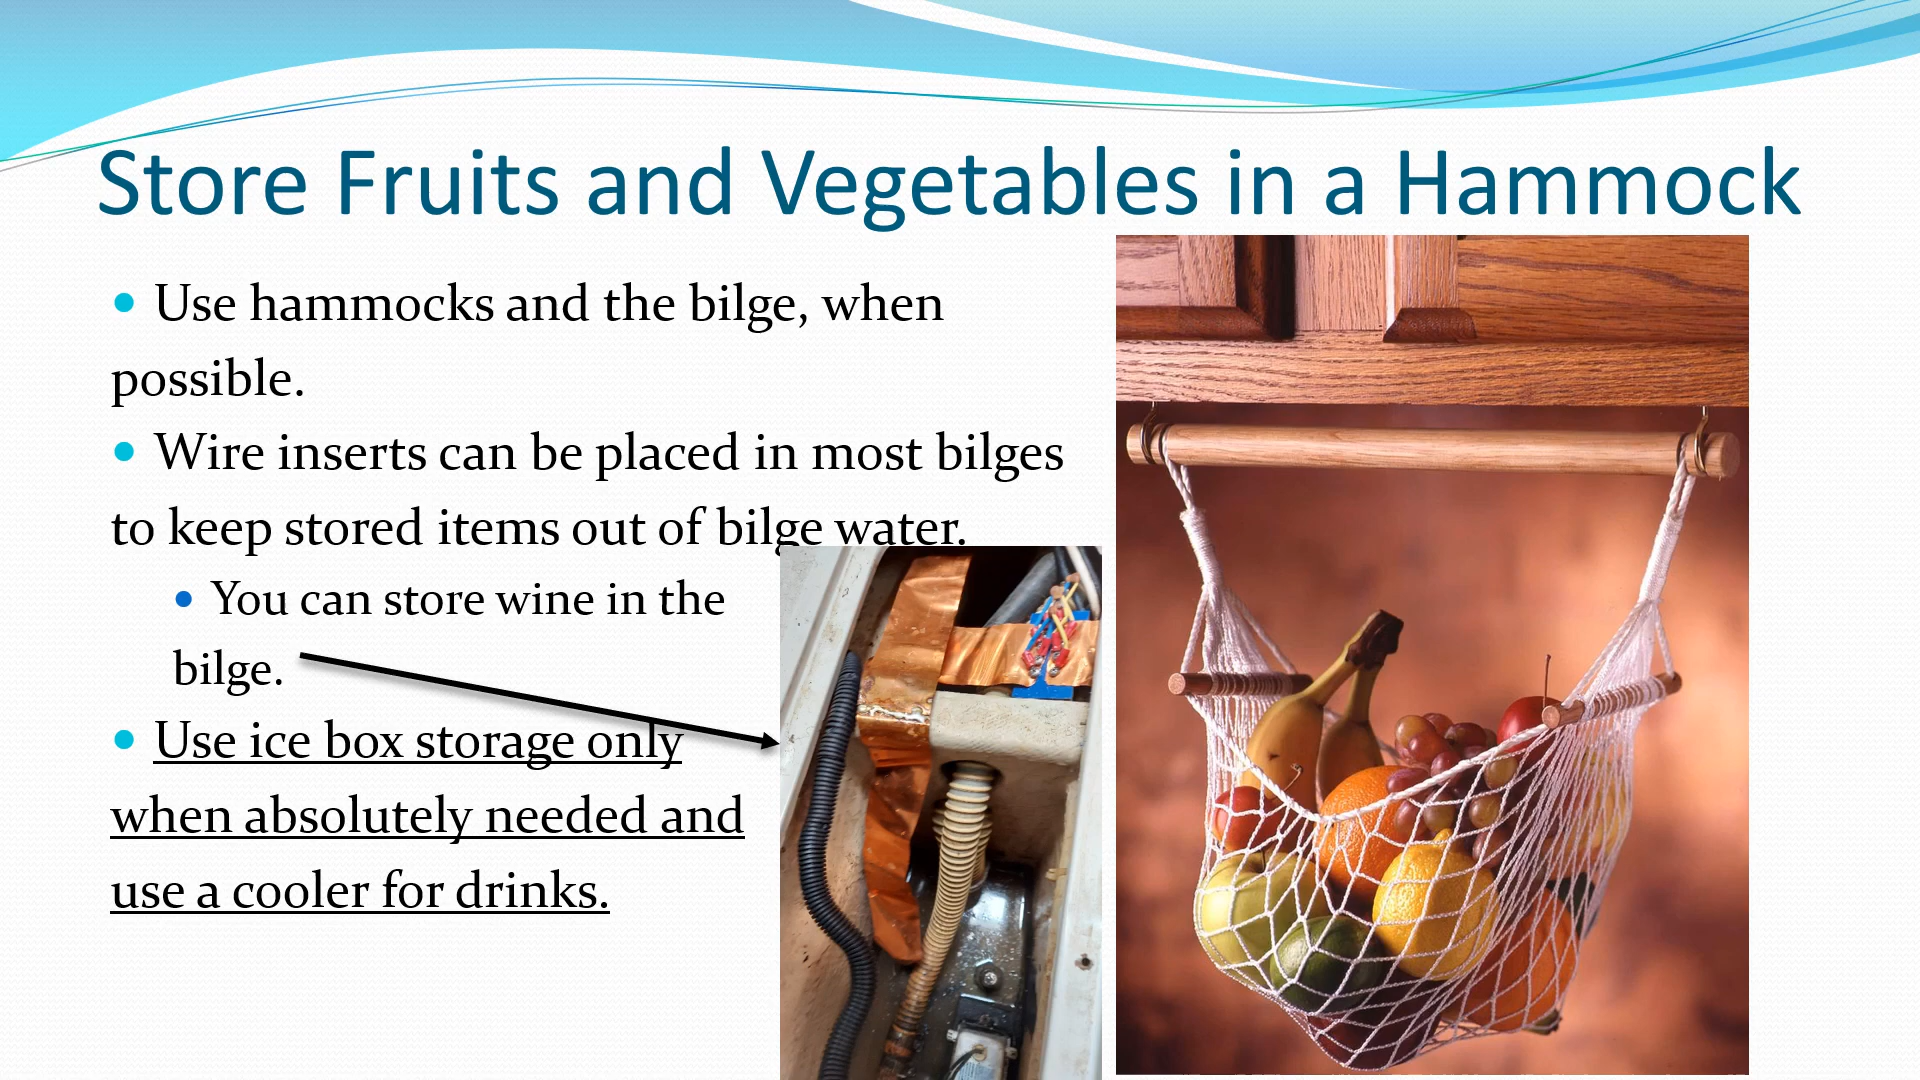 Store Fruits and Vegetables in a Hammock
• Use hammocks and the bilge, when
possible.
• Wire inserts can be placed in most bilges
to keep stored items out of bilge water.
• You can store wine in the
bilge.
• Use ice box storage only
when absolutely needed and
use a cooler for drinks.